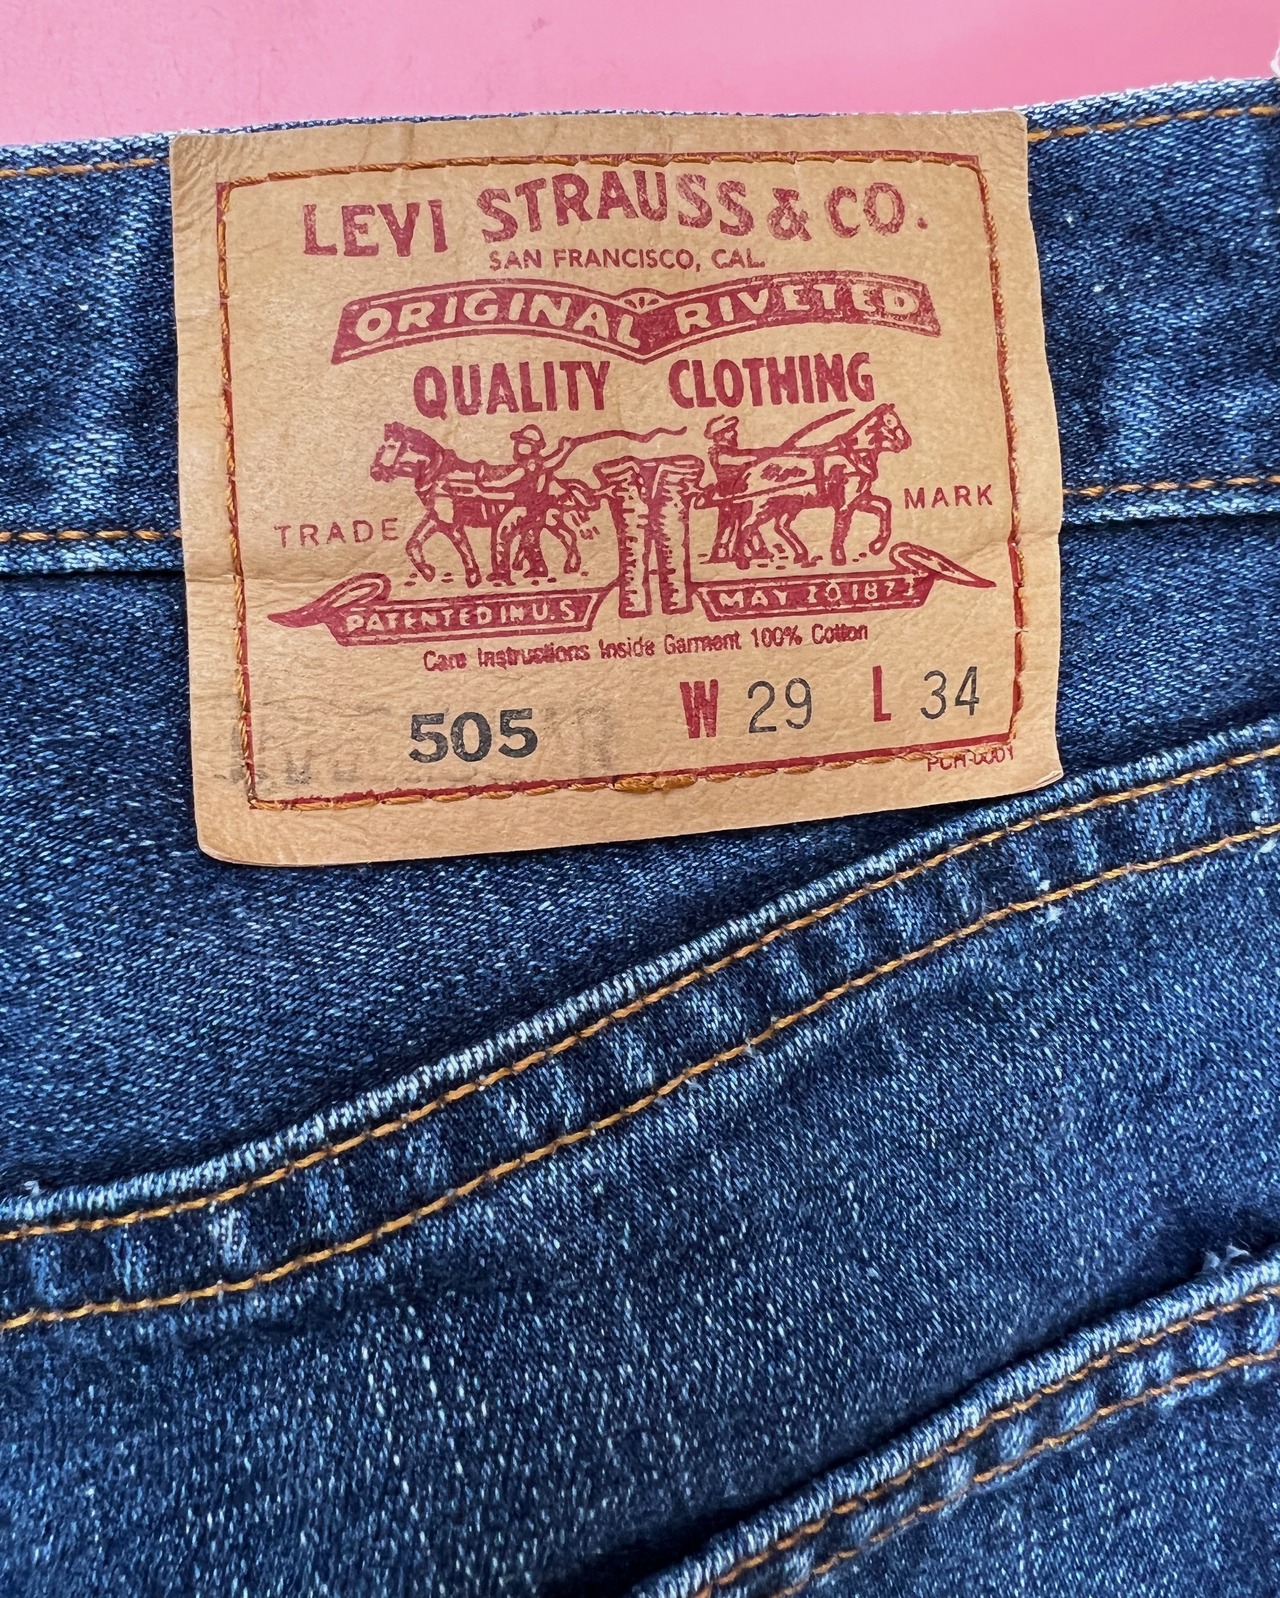 LEVI STRAUSS & CO.
SAN FRANCISCO, CAL.
ORIGINAL RIVETED
QUALITY CLOTHING
TRADE MARK
PATENTED IN U.S MAY 20 1873
Care Instructions Inside Garment 100% Cotton
505 W 29 L 34